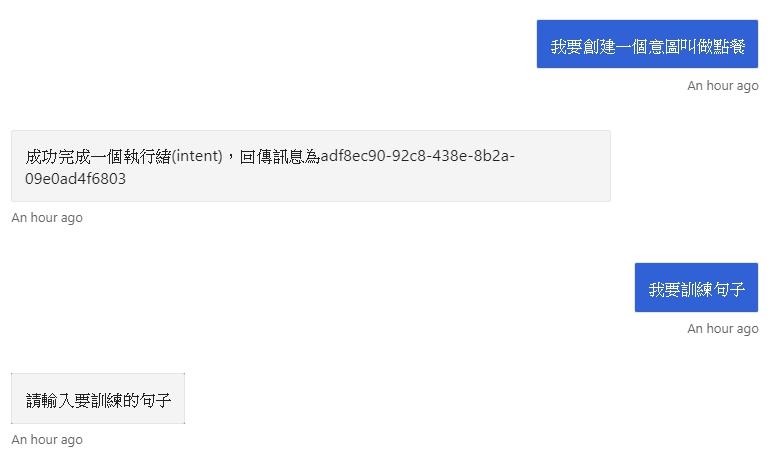 我要創建一個意圖叫做點餐
An hour ago
成功完成一個執行緒(intent)，回傳訊息為adf8ec90-92c8-438e-8b2a-
09e0ad4f6803
An hour ago
我要訓練句子
An hour ago
請輸入要訓練的句子
An hour ago